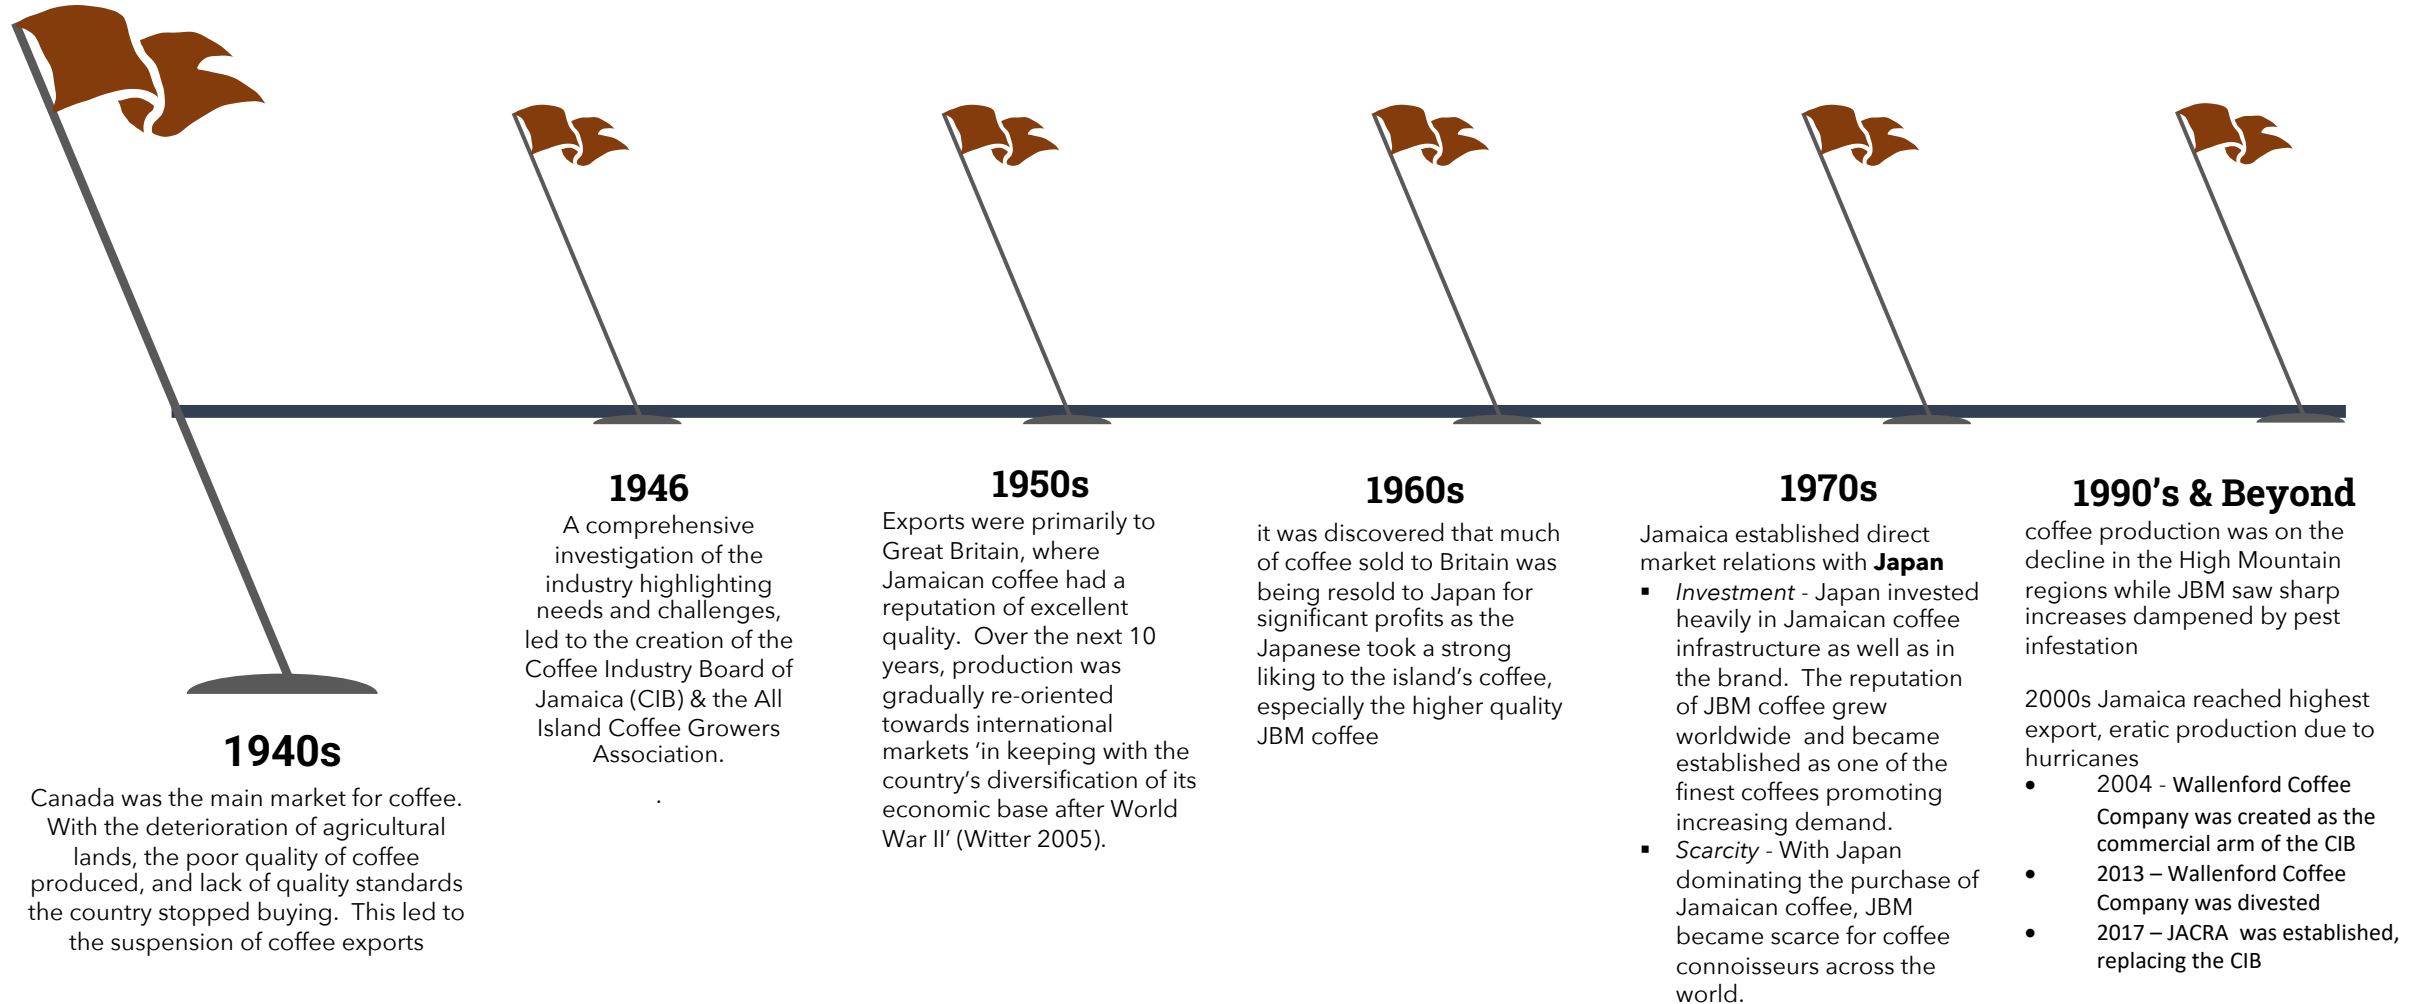 1940s
Canada was the main market for coffee.
With the deterioration of agricultural
lands, the poor quality of coffee
produced, and lack of quality standards
the country stopped buying.  This led to
the suspension of coffee exports
1946
A comprehensive
investigation of the
industry highlighting
needs and challenges,
led to the creation of the
Coffee Industry Board of
Jamaica (CIB) & the All
Island Coffee Growers
Association.
.
1950s
Exports were primarily to
Great Britain, where
Jamaican coffee had a
reputation of excellent
quality.  Over the next 10
years, production was
gradually re-oriented
towards international
markets ‘in keeping with the
country’s diversification of its
economic base after World
War II’ (Witter 2005).
1960s
it was discovered that much
of coffee sold to Britain was
being resold to Japan for
significant profits as the
Japanese took a strong
liking to the island’s coffee,
especially the higher quality
JBM coffee
1970s
Jamaica established direct
market relations with Japan
▪ Investment - Japan invested
heavily in Jamaican coffee
infrastructure as well as in
the brand.  The reputation
of JBM coffee grew
worldwide  and became
established as one of the
finest coffees promoting
increasing demand.
▪ Scarcity - With Japan
dominating the purchase of
Jamaican coffee, JBM
became scarce for coffee
connoisseurs across the
world.
1990’s & Beyond
coffee production was on the
decline in the High Mountain
regions while JBM saw sharp
increases dampened by pest
infestation
2000s Jamaica reached highest
export, eratic production due to
hurricanes
• 2004 - Wallenford Coffee
Company was created as the
commercial arm of the CIB
• 2013 – Wallenford Coffee
Company was divested
• 2017 – JACRA  was established,
replacing the CIB